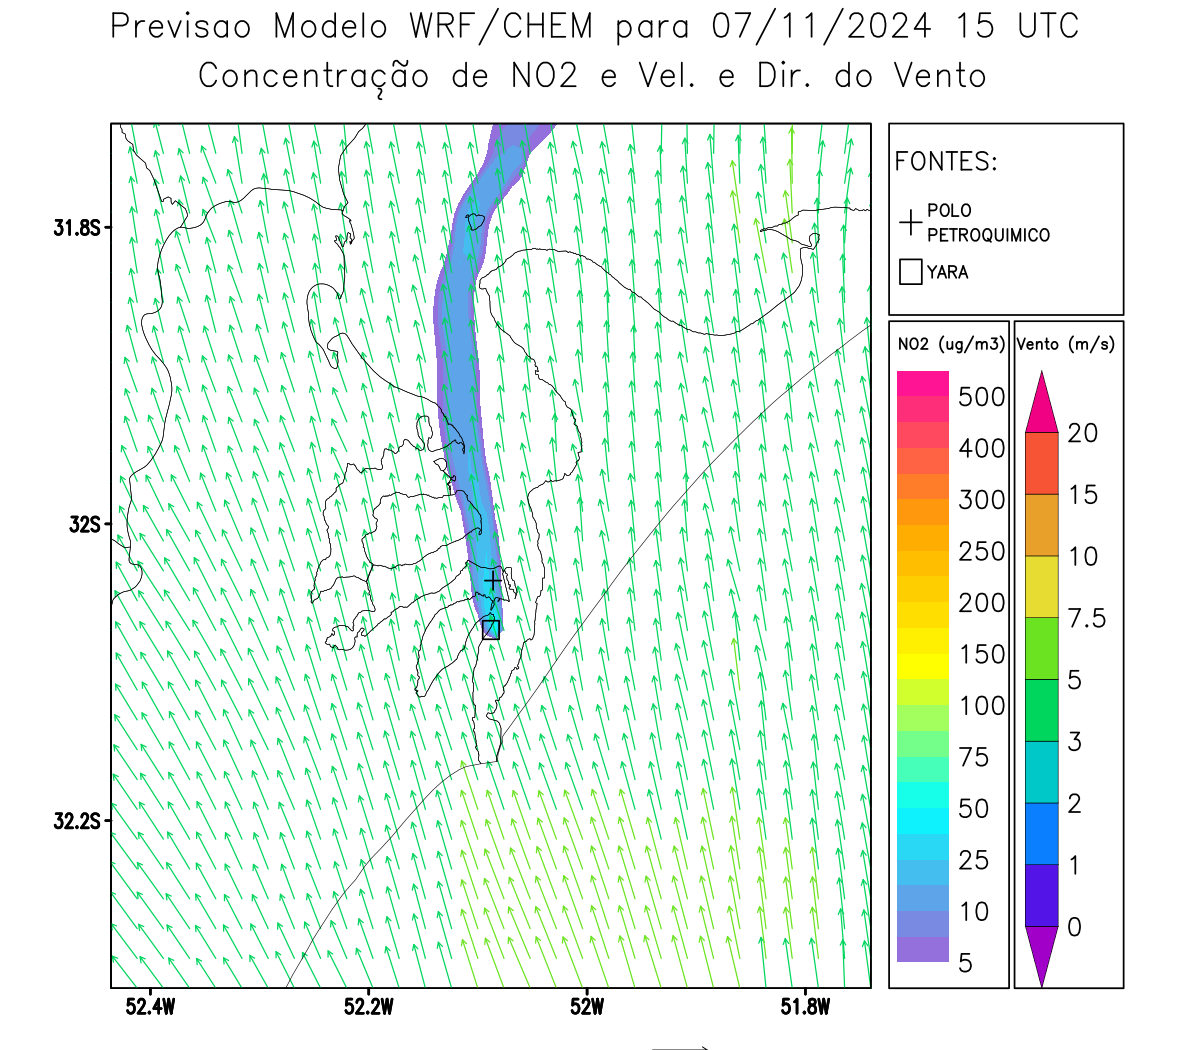 Previsao Modelo WRF/CHEM para 07/11/2024 15 UTC
Concentração de NO2 e Vel. e Dir. do Vento
FONTES:
POLO
PETROQUIMICO
YARA
NO2 (ug/m3)
500
400
300
250
200
150
100
75
50
25
10
5
Vento (m/s)
20
15
10
7.5
5
3
2
1
0
31.8S
32S
32.2S
52.4W
52.2W
52W
51.8W